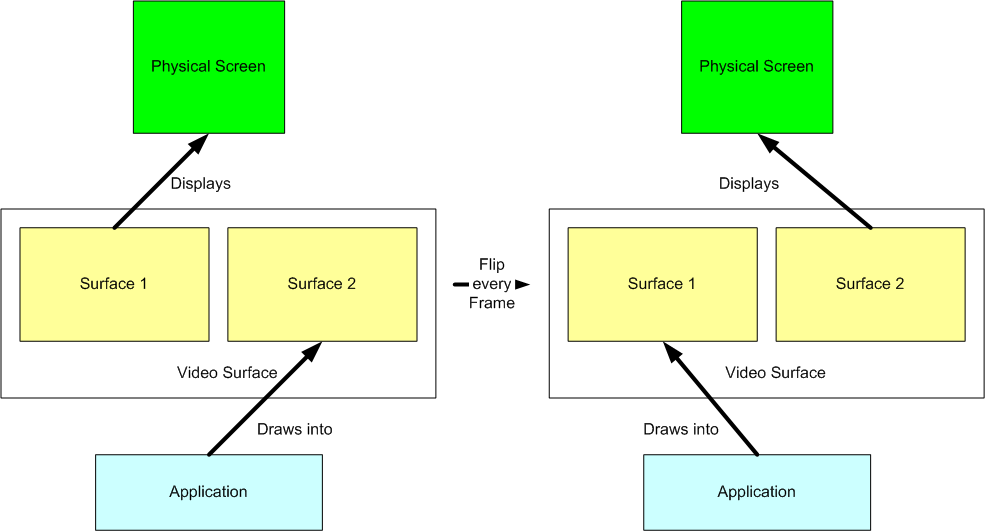 Physical Screen
Physical Screen
Displays
Displays
Surface 1
Surface 2
Flip
every
Frame
Surface 1
Surface 2
Video Surface
Video Surface
Draws into
Draws into
Application
Application